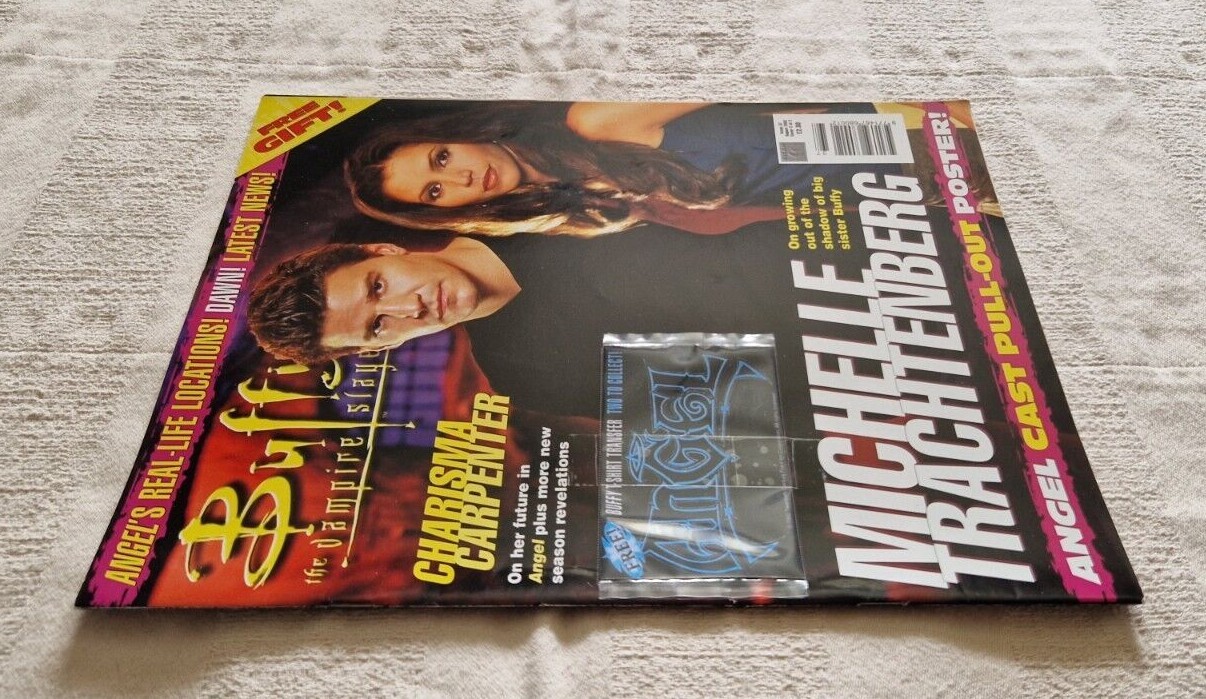 FREE
GIFT!
ANGEL'S REAL-LIFE LOCATIONS! DAWN! LATEST NEWS!
Buffy
the vampire slayer
CHARISMA
CARPENTER
On her future in
Angel plus more new
season revelations
FREE! BUFFY T-SHIRT TRANSFER TWO TO COLLECT!
ANGEL
On growing
out of the
shadow of big
sister Buffy
MICHELLE
TRACHTENBERG
ANGEL CAST PULL-OUT POSTER!